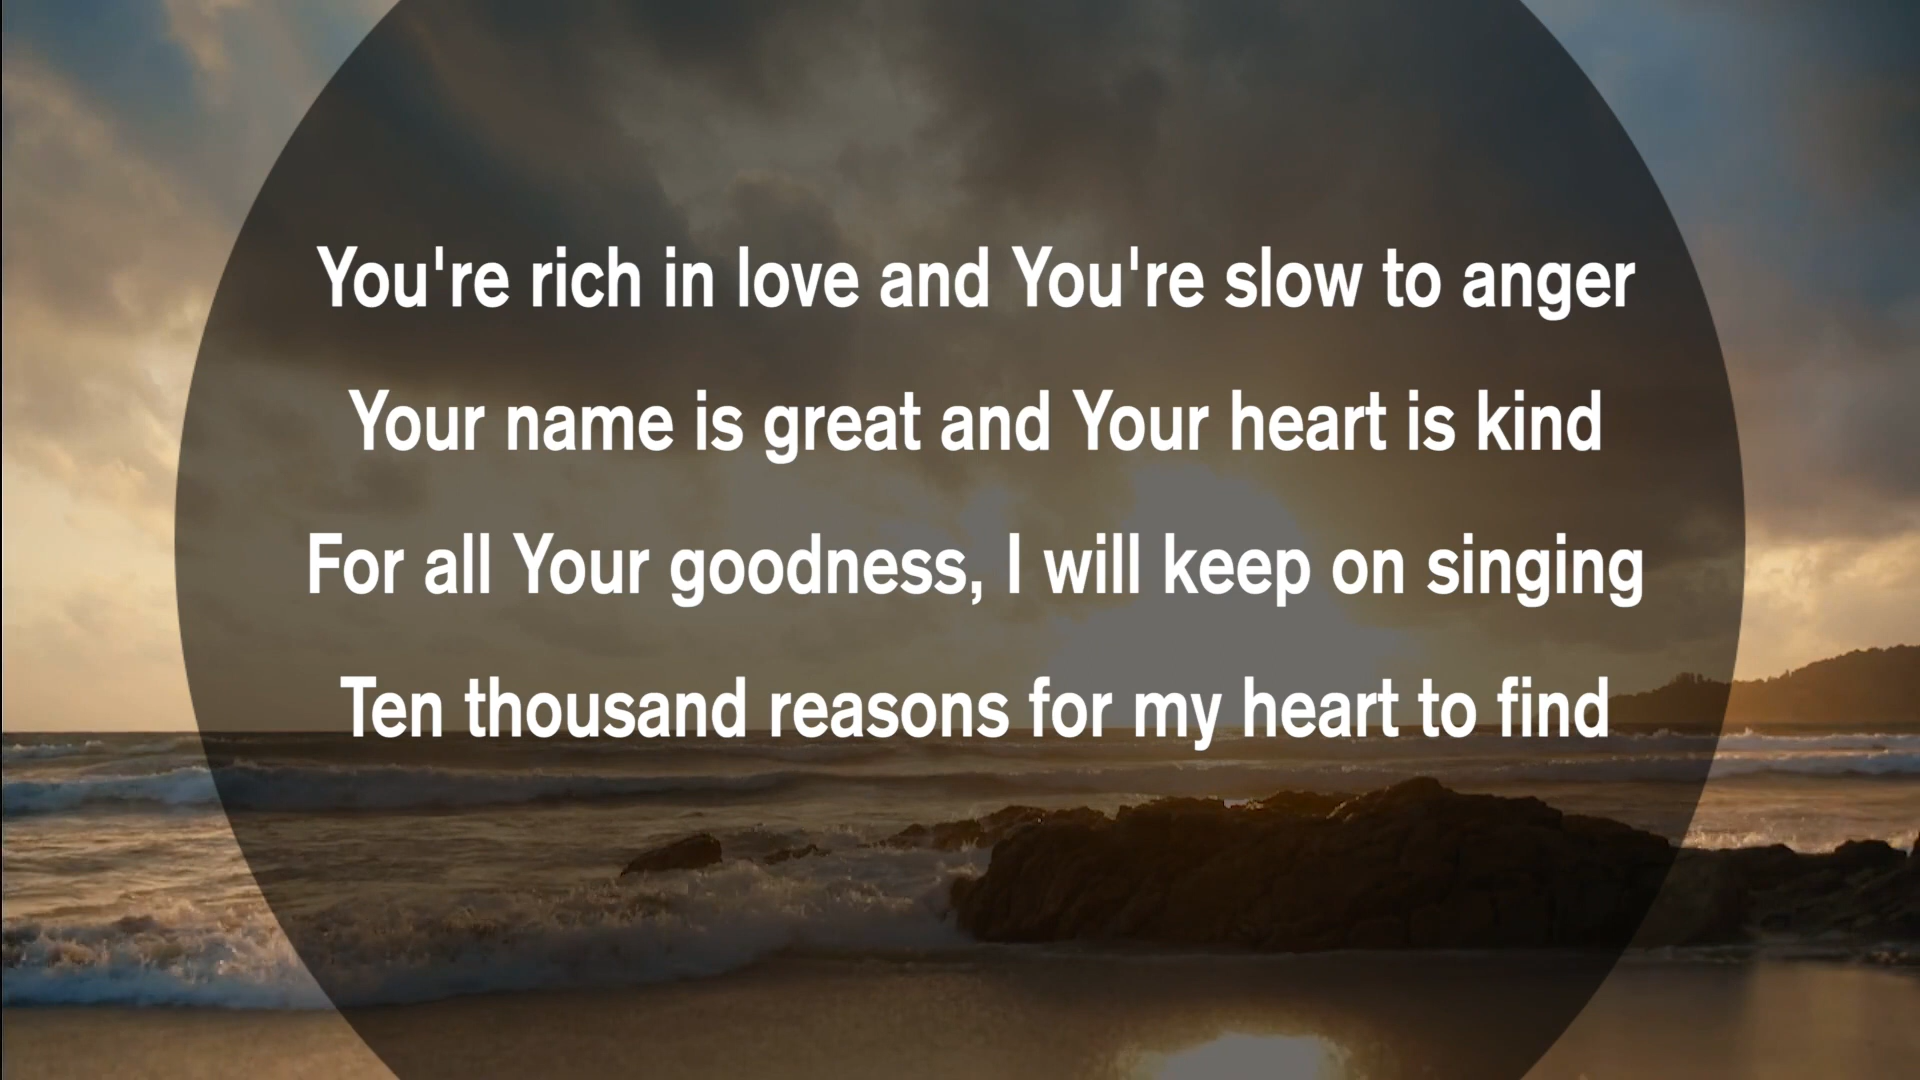 You're rich in love and You're slow to anger
Your name is great and Your heart is kind
For all Your goodness, I will keep on singing
Ten thousand reasons for my heart to find